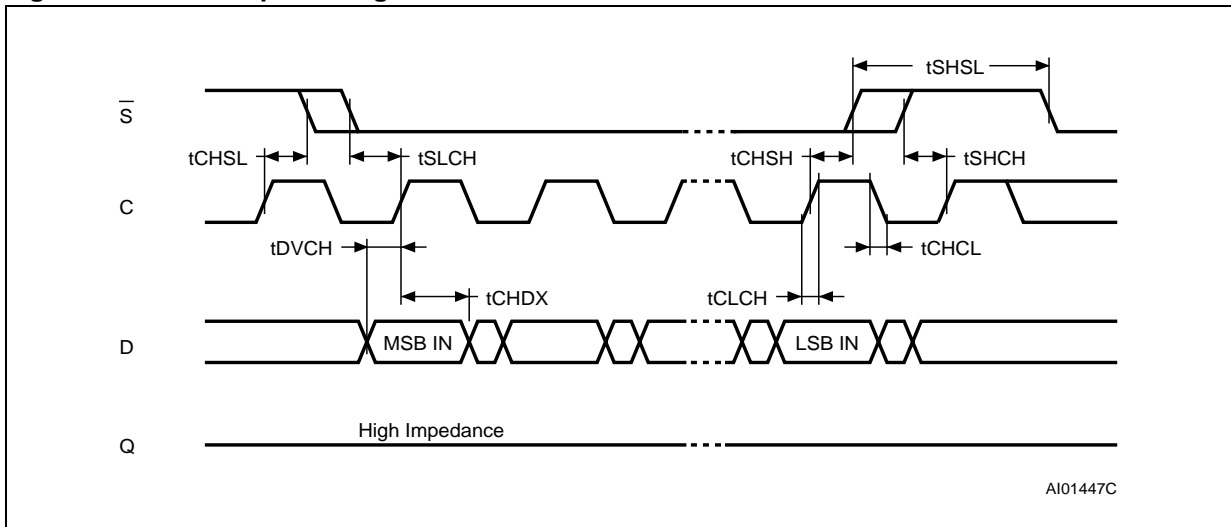 tSHSL
S
tCHSL
tSLCH
tCHSH
tSHCH
C
tDVCH
tCHCL
tCHDX
tCLCH
D
MSB IN
LSB IN
High Impedance
Q
AI01447C